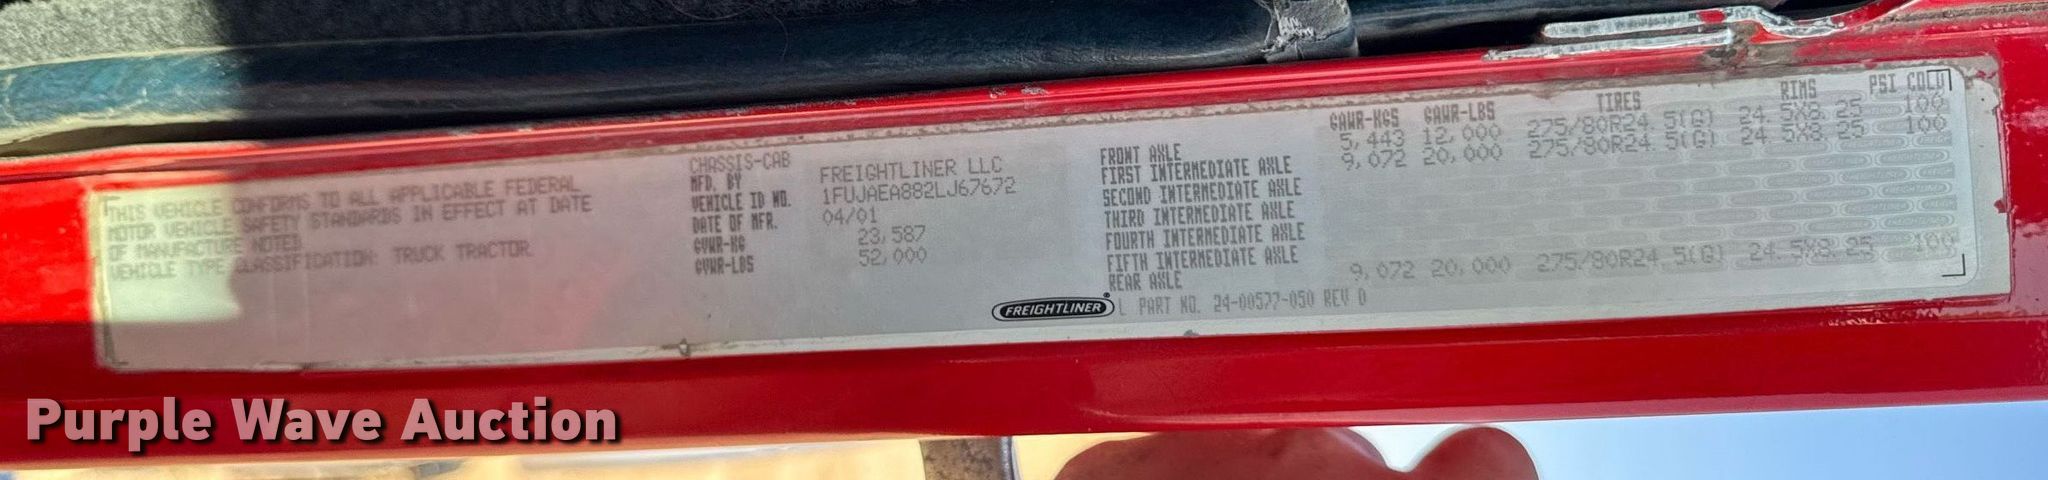 THIS VEHICLE CONFORMS TO ALL APPLICABLE FEDERAL
MOTOR VEHICLE SAFETY STANDARDS IN EFFECT AT DATE
OF MANUFACTURE NOTED.
VEHICLE TYPE CLASSIFICATION: TRUCK TRACTOR
CHASSIS-CAB
MFD. BY FREIGHTLINER LLC
VEHICLE ID NO. 1FUJAEA882LJ67672
DATE OF MFR. 04/01
GVWR-KG 23,587
GVWR-LBS 52,000
GAWR-KGS GAWR-LBS TIRES RIMS PSI COLD
FRONT AXLE 5,443 12,000 275/80R24.5(G) 24.5X8.25 100
FIRST INTERMEDIATE AXLE 9,072 20,000 275/80R24.5(G) 24.5X8.25 100
SECOND INTERMEDIATE AXLE
THIRD INTERMEDIATE AXLE
FOURTH INTERMEDIATE AXLE
FIFTH INTERMEDIATE AXLE
REAR AXLE 9,072 20,000 275/80R24.5(G) 24.5X8.25 100
FREIGHTLINER L PART NO. 24-00577-050 REV D
Purple Wave Auction